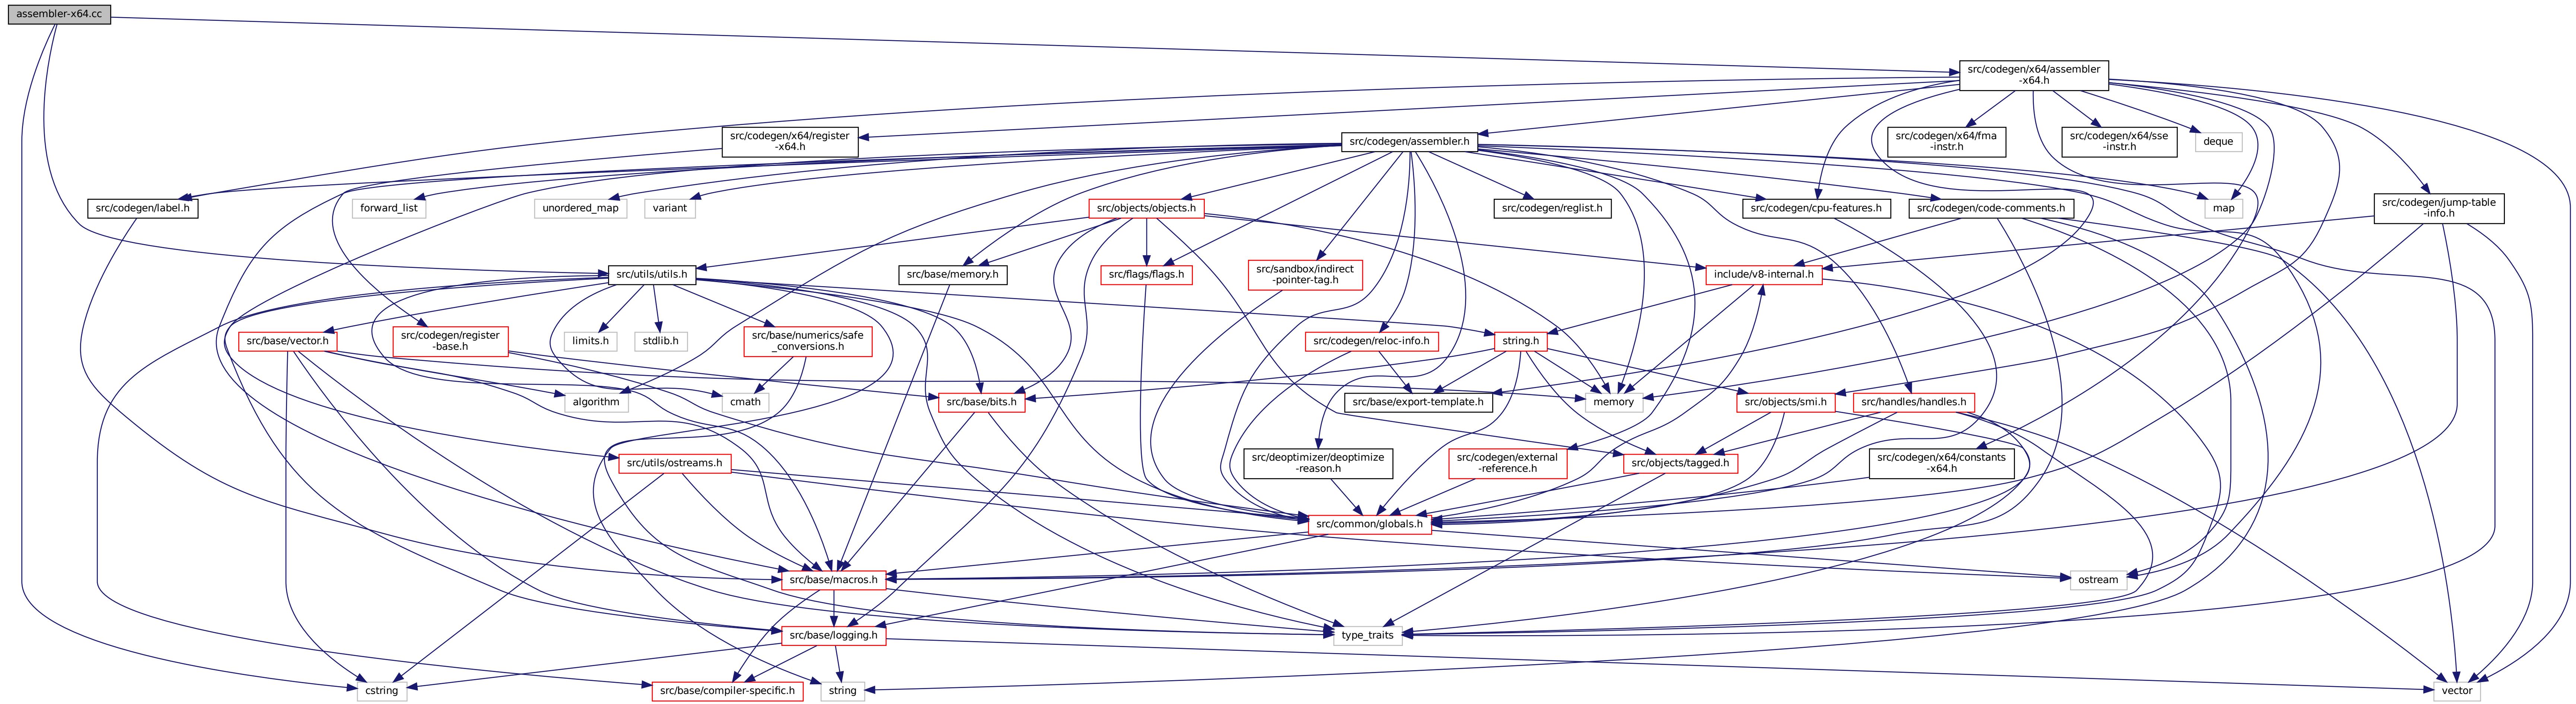 assembler-x64.cc
src/codegen/x64/assembler
-x64.h
src/codegen/x64/register
-x64.h
src/codegen/assembler.h
src/codegen/x64/fma
-instr.h
src/codegen/x64/sse
-instr.h
deque
src/codegen/label.h
forward_list
unordered_map
variant
src/objects/objects.h
src/codegen/reglist.h
src/codegen/cpu-features.h
src/codegen/code-comments.h
map
src/codegen/jump-table
-info.h
src/utils/utils.h
src/base/memory.h
src/flags/flags.h
src/sandbox/indirect
-pointer-tag.h
include/v8-internal.h
src/base/vector.h
src/codegen/register
-base.h
limits.h
stdlib.h
src/base/numerics/safe
_conversions.h
src/codegen/reloc-info.h
string.h
algorithm
cmath
src/base/bits.h
memory
src/base/export-template.h
src/objects/smi.h
src/handles/handles.h
src/utils/ostreams.h
src/deoptimizer/deoptimize
-reason.h
src/codegen/external
-reference.h
src/objects/tagged.h
src/codegen/x64/constants
-x64.h
src/common/globals.h
src/base/macros.h
ostream
src/base/logging.h
type_traits
cstring
src/base/compiler-specific.h
string
vector